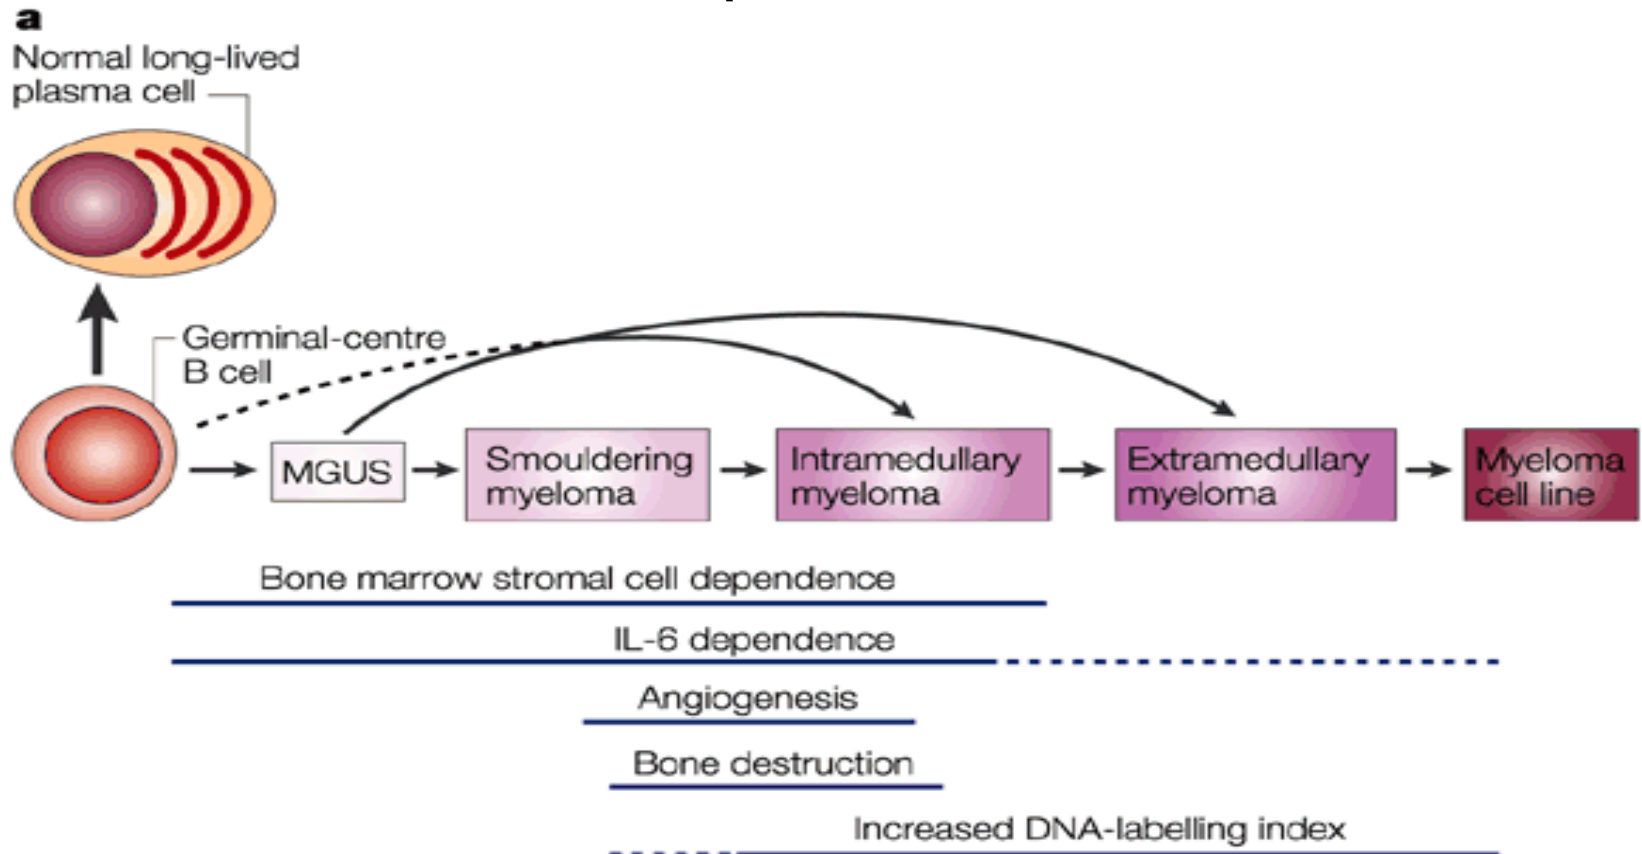 a
Normal long-lived
plasma cell
Germinal-centre
B cell
MGUS
Smouldering
myeloma
Intramedullary
myeloma
Extramedullary
myeloma
Myeloma
cell line
Bone marrow stromal cell dependence
IL-6 dependence
Angiogenesis
Bone destruction
Increased DNA-labelling index